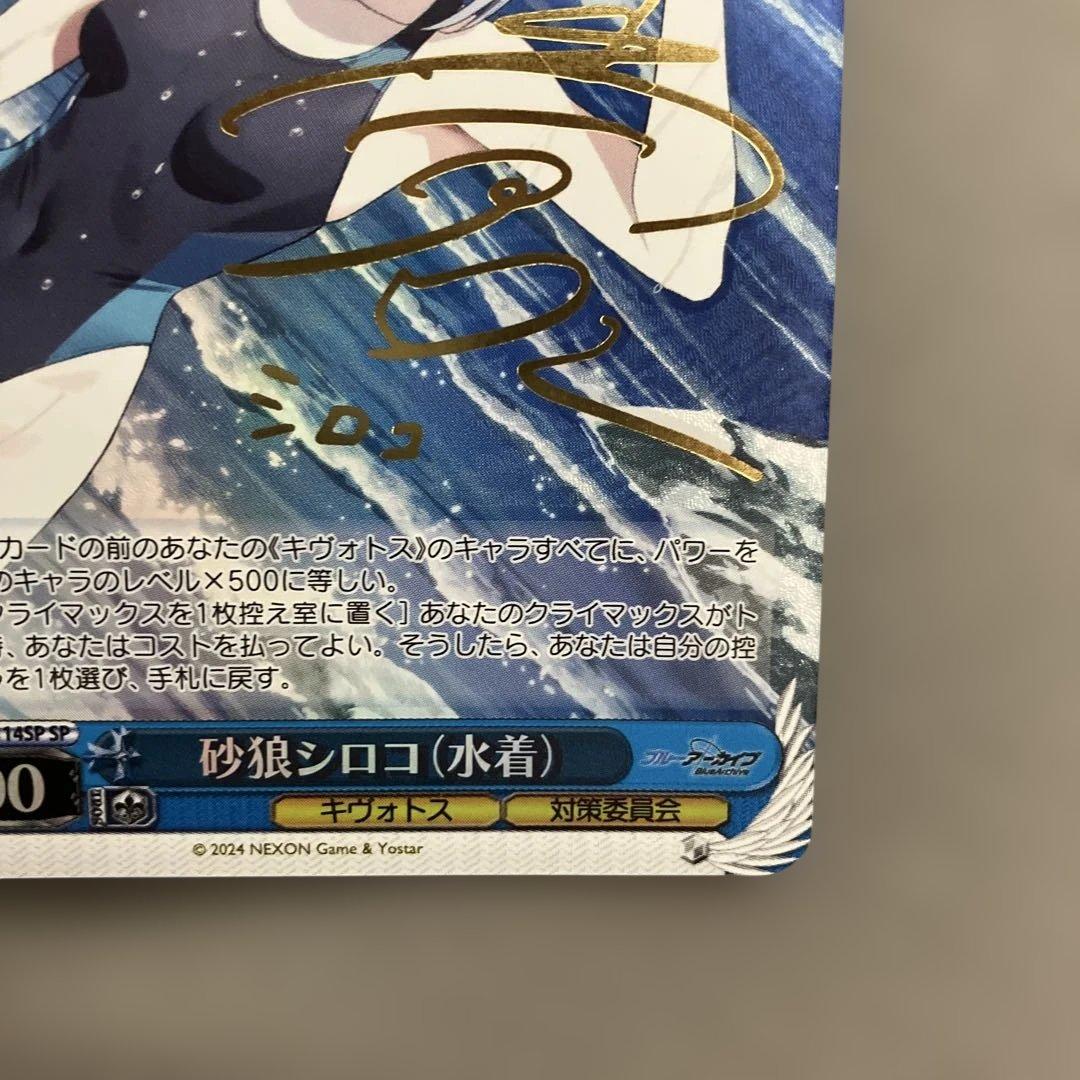 シロコ
カードの前のあなたの《キヴォトス》のキャラすべてに、パワーを
のキャラのレベル×500に等しい。
クライマックスを1枚控え室に置く］ あなたのクライマックスがト
、あなたはコストを払ってよい。そうしたら、あなたは自分の控
を1枚選び、手札に戻す。
14SP SP
00
砂狼シロコ(水着)
ブルーアーカイブ
BlueArchive
SOUL
キヴォトス 対策委員会
© 2024 NEXON Game & Yostar